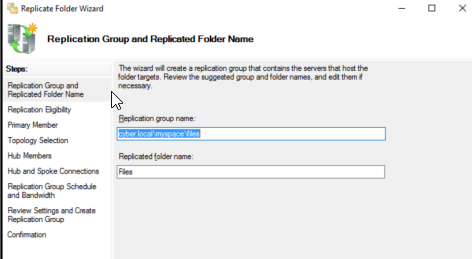 Replicate Folder Wizard
Replication Group and Replicated Folder Name
Steps:
Replication Group and
Replicated Folder Name
Replication Eligibility
Primary Member
Topology Selection
Hub Members
Hub and Spoke Connections
Replication Group Schedule
and Bandwidth
Review Settings and Create
Replication Group
Confirmation
The wizard will create a replication group that contains the servers that host the
folder targets. Review the suggested group and folder names, and edit them if
necessary.
Replication group name:
cyber.local\myspace\files
Replicated folder name:
Files